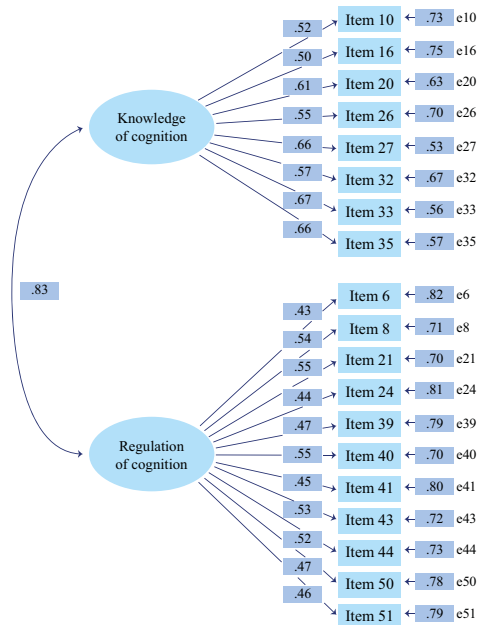 .52 Item 10 .73 e10
.50 Item 16 .75 e16
.61 Item 20 .63 e20
.55 Item 26 .70 e26
Knowledge
of cognition
.66 Item 27 .53 e27
.57 Item 32 .67 e32
.67 Item 33 .56 e33
.66 Item 35 .57 e35
.83
.43 Item 6 .82 e6
.54 Item 8 .71 e8
.55 Item 21 .70 e21
.44 Item 24 .81 e24
.47 Item 39 .79 e39
Regulation
of cognition
.55 Item 40 .70 e40
.45 Item 41 .80 e41
.53 Item 43 .72 e43
.52 Item 44 .73 e44
.47 Item 50 .78 e50
.46 Item 51 .79 e51